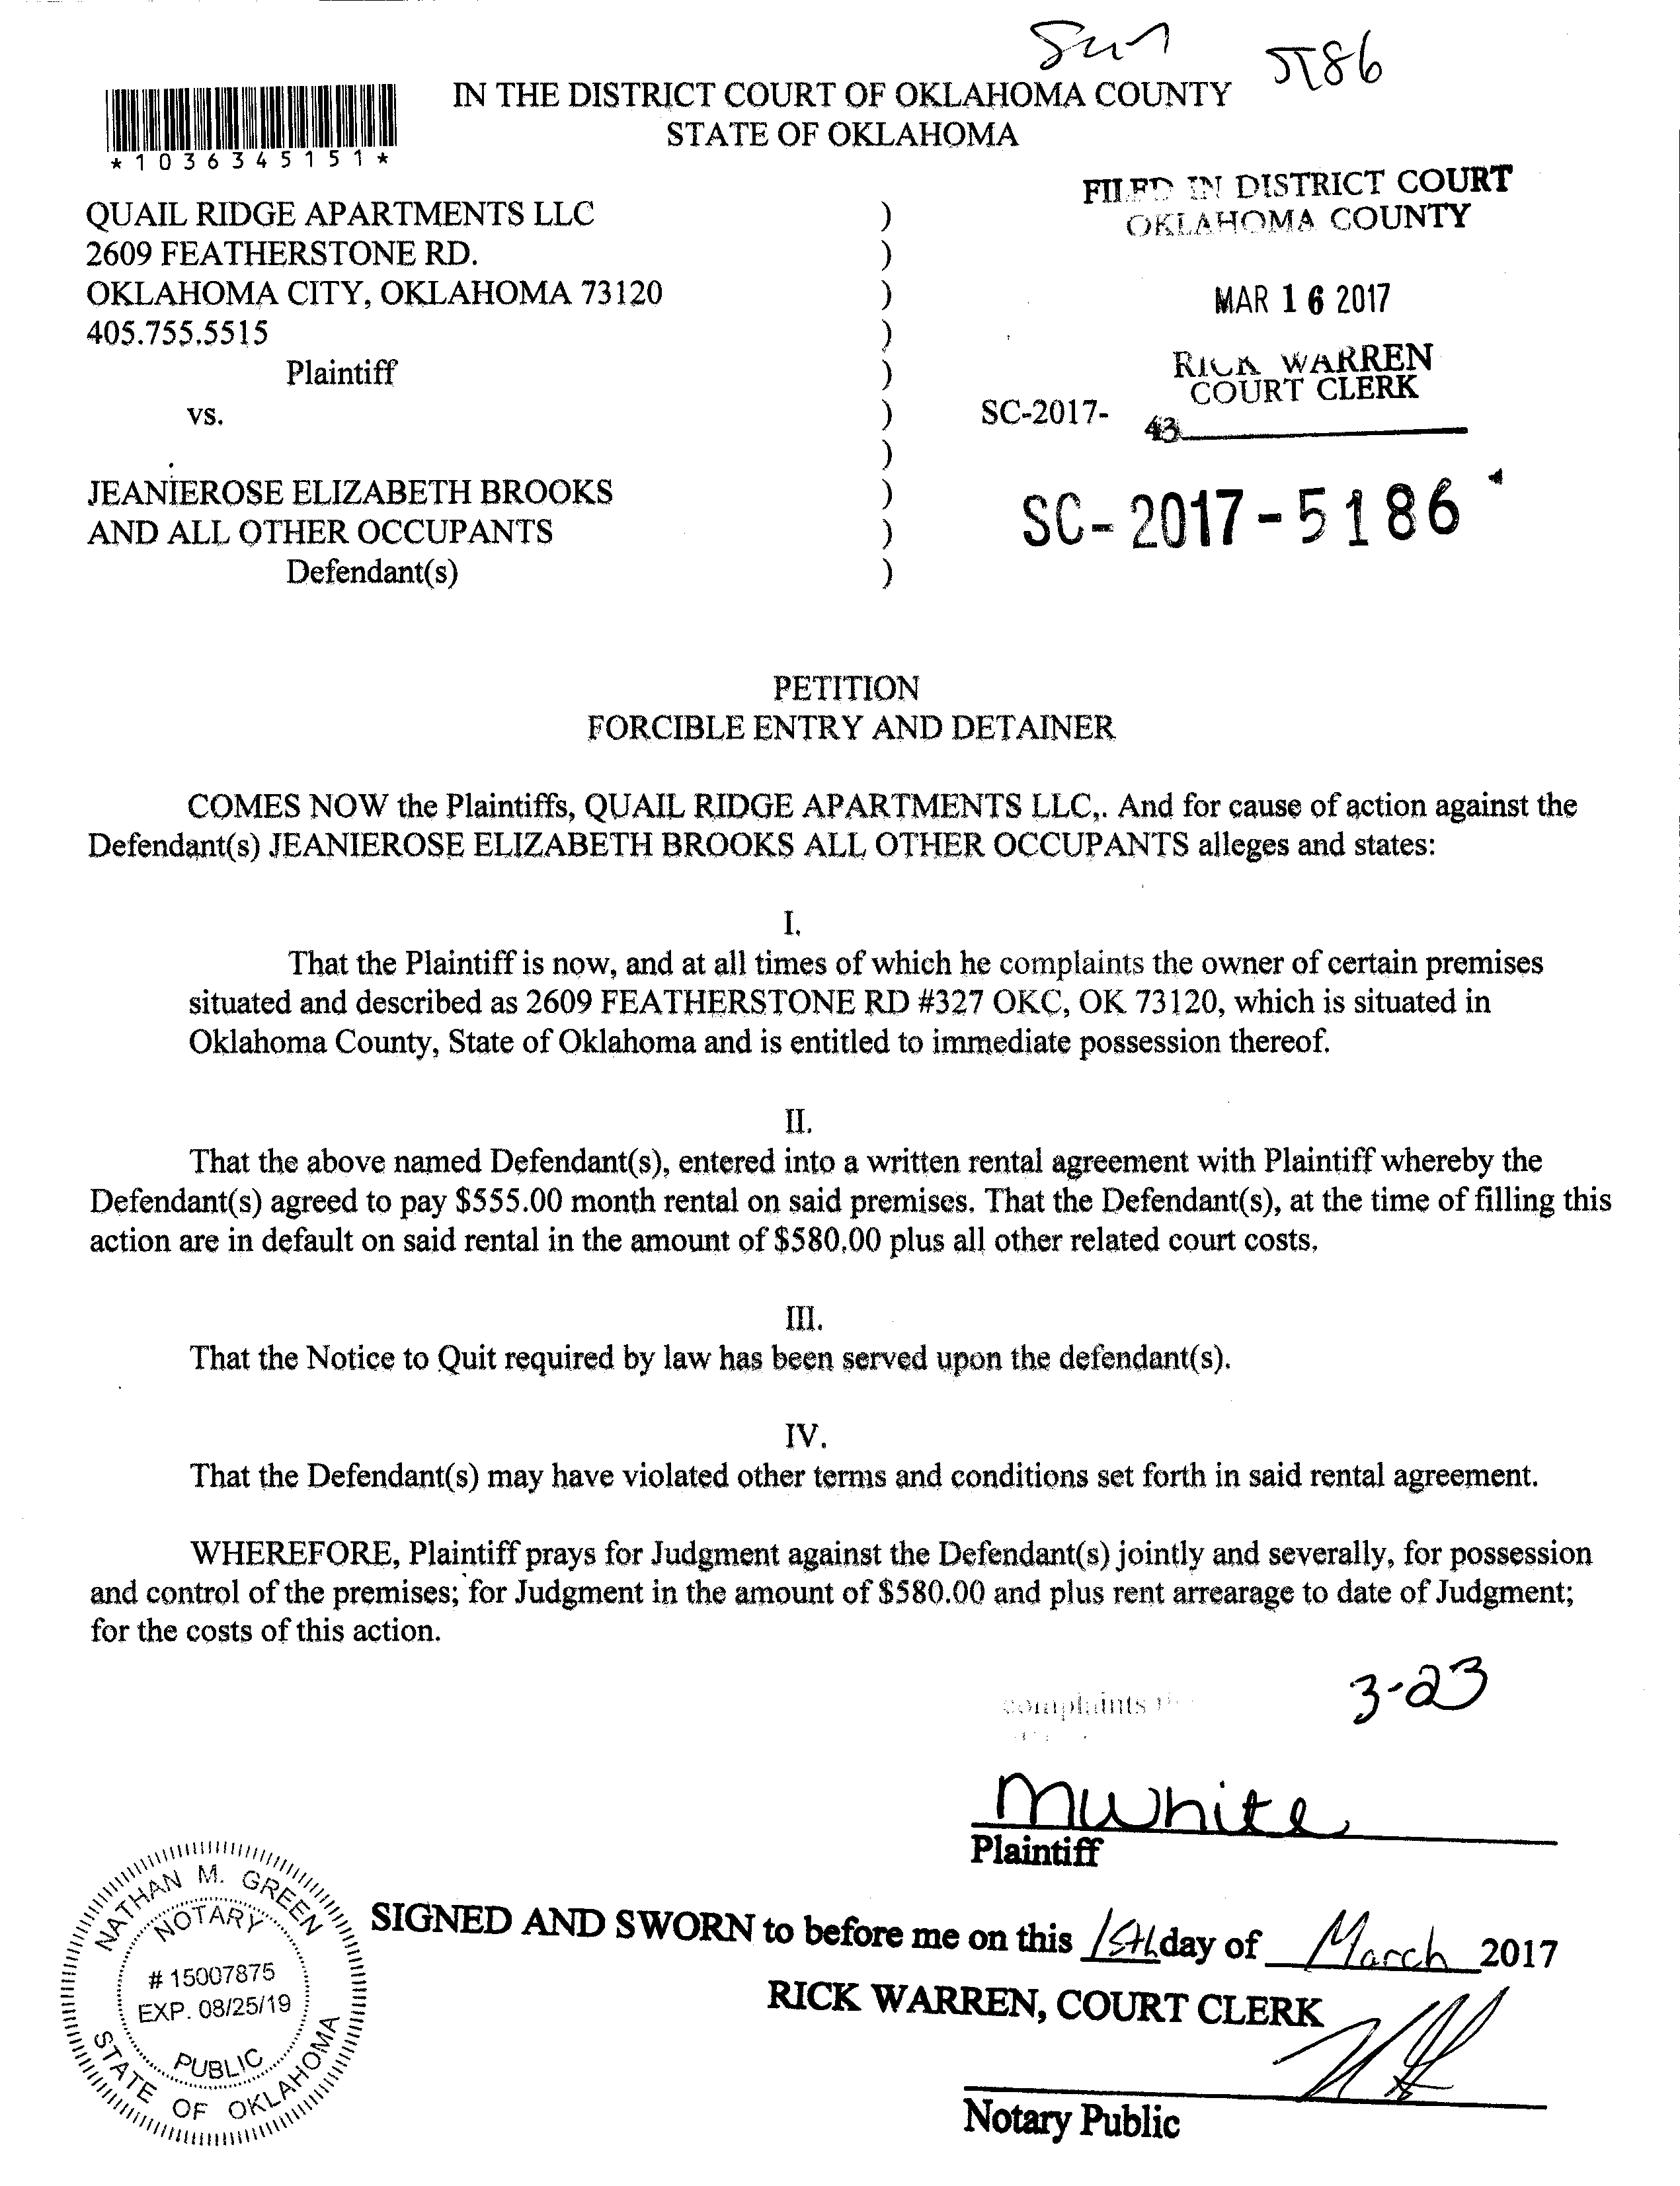 5186
IN THE DISTRICT COURT OF OKLAHOMA COUNTY
STATE OF OKLAHOMA
*1036345151*
FILED IN DISTRICT COURT
OKLAHOMA COUNTY
MAR 16 2017
RICK WARREN
COURT CLERK
43
QUAIL RIDGE APARTMENTS LLC )
2609 FEATHERSTONE RD. )
OKLAHOMA CITY, OKLAHOMA 73120 )
405.755.5515 )
Plaintiff )
vs. ) SC-2017-
)
JEANIEROSE ELIZABETH BROOKS )
AND ALL OTHER OCCUPANTS )
Defendant(s) )
SC-2017-5186
PETITION
FORCIBLE ENTRY AND DETAINER
COMES NOW the Plaintiffs, QUAIL RIDGE APARTMENTS LLC,. And for cause of action against the
Defendant(s) JEANIEROSE ELIZABETH BROOKS ALL OTHER OCCUPANTS alleges and states:
I.
That the Plaintiff is now, and at all times of which he complaints the owner of certain premises
situated and described as 2609 FEATHERSTONE RD #327 OKC, OK 73120, which is situated in
Oklahoma County, State of Oklahoma and is entitled to immediate possession thereof.
II.
That the above named Defendant(s), entered into a written rental agreement with Plaintiff whereby the
Defendant(s) agreed to pay $555.00 month rental on said premises. That the Defendant(s), at the time of filling this
action are in default on said rental in the amount of $580.00 plus all other related court costs.
III.
That the Notice to Quit required by law has been served upon the defendant(s).
IV.
That the Defendant(s) may have violated other terms and conditions set forth in said rental agreement.
WHEREFORE, Plaintiff prays for Judgment against the Defendant(s) jointly and severally, for possession
and control of the premises; for Judgment in the amount of $580.00 and plus rent arrearage to date of Judgment;
for the costs of this action.
3-23
complaints
MWhite
Plaintiff
SIGNED AND SWORN to before me on this 15th day of March 2017
RICK WARREN, COURT CLERK
Notary Public
NATHAN M. GREEN
NOTARY
# 15007875
EXP. 08/25/19
PUBLIC
STATE OF OKLAHOMA